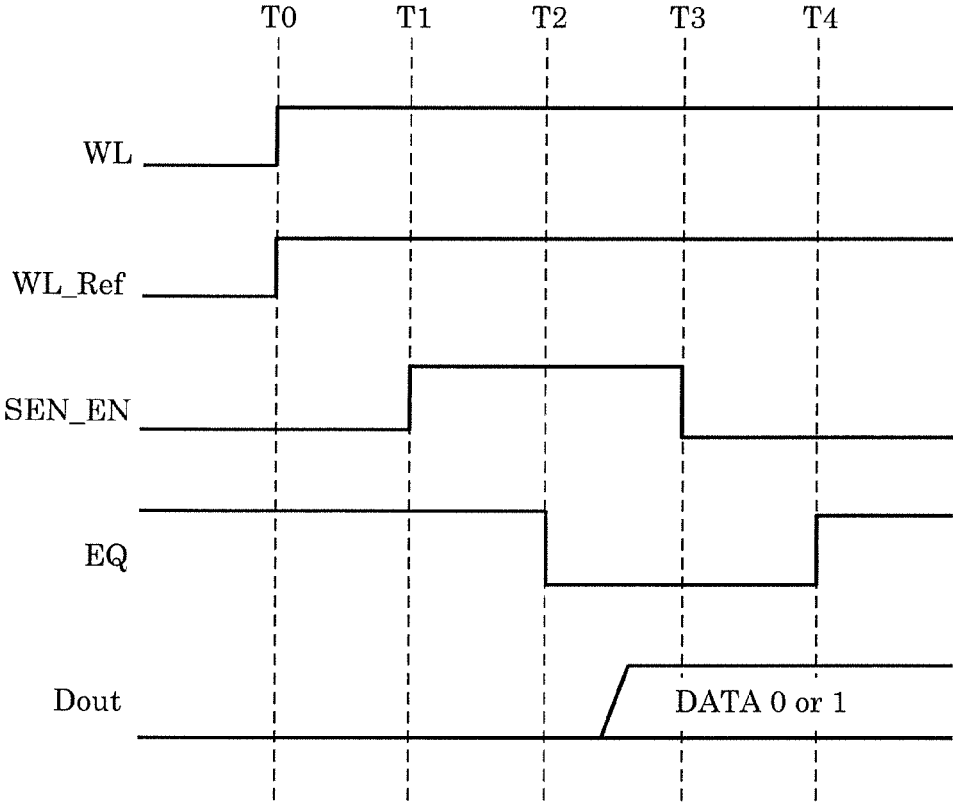 T0 T1 T2 T3 T4
WL
WL_Ref
SEN_EN
EQ
Dout DATA 0 or 1